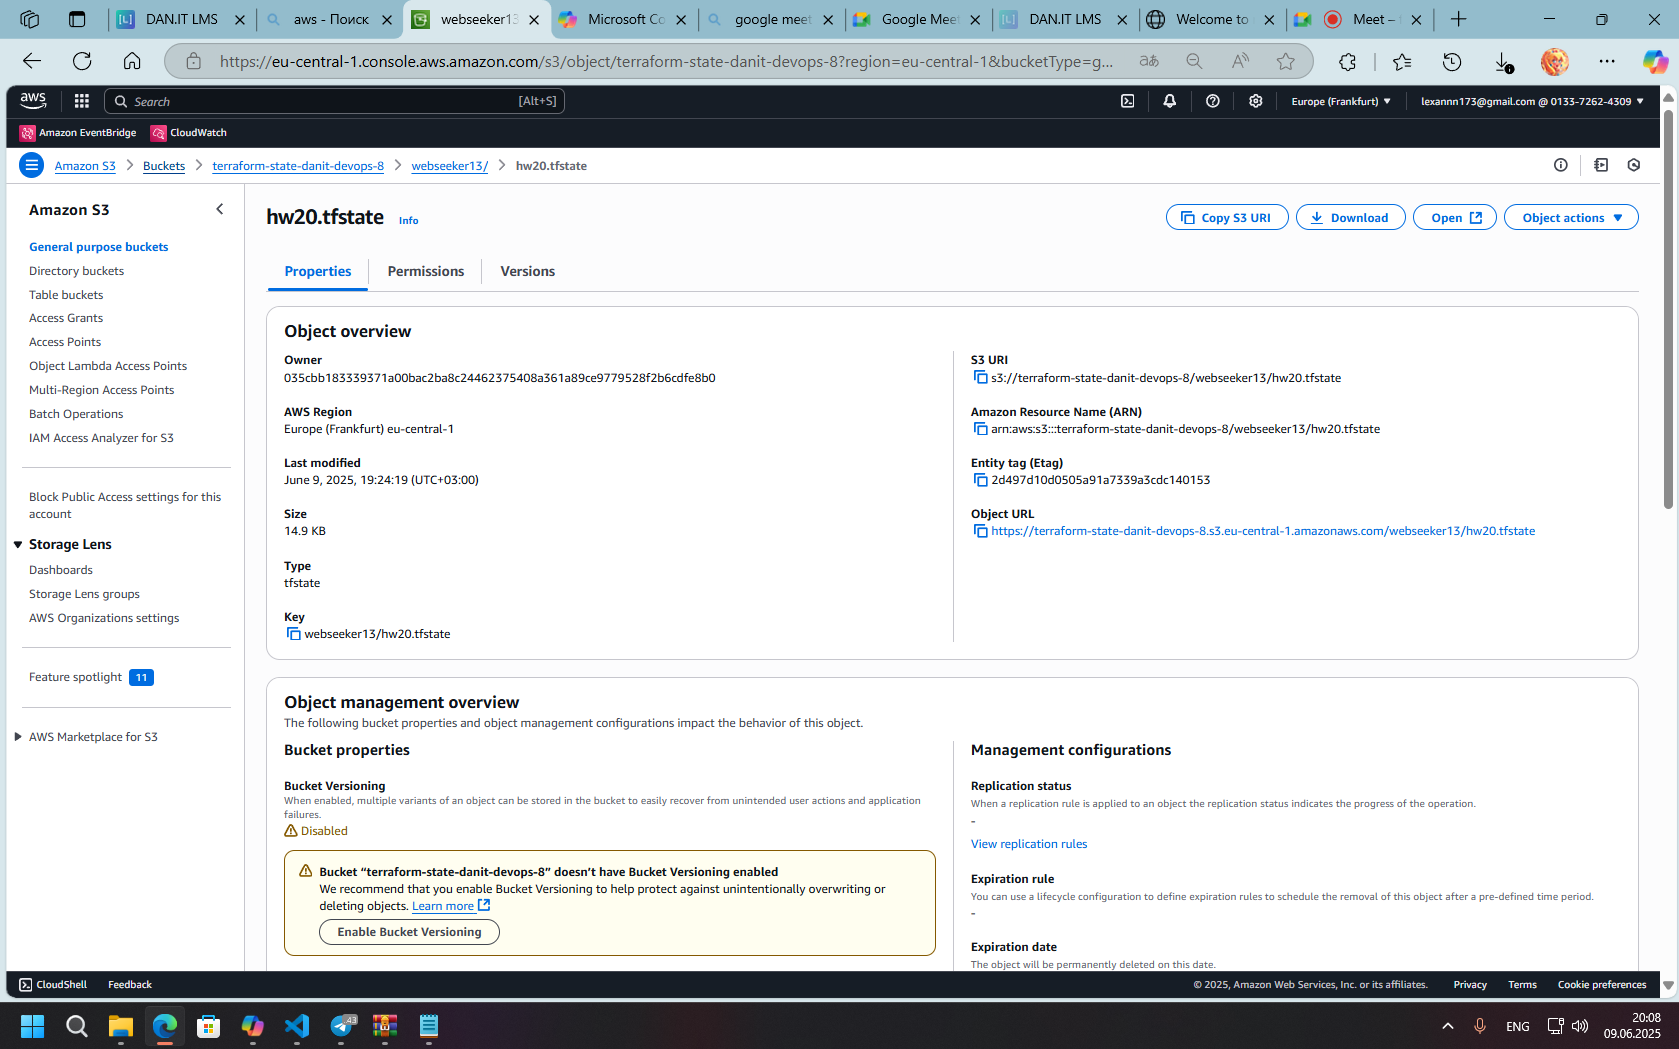 DAN.IT LMS
aws - Поиск
webseeker13
Microsoft Co
google meet
Google Meet
DAN.IT LMS
Welcome to
Meet –
https://eu-central-1.console.aws.amazon.com/s3/object/terraform-state-danit-devops-8?region=eu-central-1&bucketType=g...
aws
Search
[Alt+S]
Europe (Frankfurt)
lexannn173@gmail.com @ 0133-7262-4309
Amazon EventBridge
CloudWatch
Amazon S3
Buckets
terraform-state-danit-devops-8
webseeker13/
hw20.tfstate
Amazon S3
General purpose buckets
Directory buckets
Table buckets
Access Grants
Access Points
Object Lambda Access Points
Multi-Region Access Points
Batch Operations
IAM Access Analyzer for S3
Block Public Access settings for this
account
Storage Lens
Dashboards
Storage Lens groups
AWS Organizations settings
Feature spotlight 11
AWS Marketplace for S3
hw20.tfstate Info
Copy S3 URI
Download
Open
Object actions
Properties
Permissions
Versions
Object overview
Owner
035cbb183339371a00bac2ba8c24462375408a361a89ce9779528f2b6cdfe8b0
AWS Region
Europe (Frankfurt) eu-central-1
Last modified
June 9, 2025, 19:24:19 (UTC+03:00)
Size
14.9 KB
Type
tfstate
Key
webseeker13/hw20.tfstate
S3 URI
s3://terraform-state-danit-devops-8/webseeker13/hw20.tfstate
Amazon Resource Name (ARN)
arn:aws:s3:::terraform-state-danit-devops-8/webseeker13/hw20.tfstate
Entity tag (Etag)
2d497d10d0505a91a7339a3cdc140153
Object URL
https://terraform-state-danit-devops-8.s3.eu-central-1.amazonaws.com/webseeker13/hw20.tfstate
Object management overview
The following bucket properties and object management configurations impact the behavior of this object.
Bucket properties
Bucket Versioning
When enabled, multiple variants of an object can be stored in the bucket to easily recover from unintended user actions and application
failures.
Disabled
Bucket “terraform-state-danit-devops-8” doesn’t have Bucket Versioning enabled
We recommend that you enable Bucket Versioning to help protect against unintentionally overwriting or
deleting objects. Learn more
Enable Bucket Versioning
Management configurations
Replication status
When a replication rule is applied to an object the replication status indicates the progress of the operation.
-
View replication rules
Expiration rule
You can use a lifecycle configuration to define expiration rules to schedule the removal of this object after a pre-defined time period.
-
Expiration date
The object will be permanently deleted on this date.
CloudShell
Feedback
© 2025, Amazon Web Services, Inc. or its affiliates.
Privacy
Terms
Cookie preferences
43
ENG
20:08
09.06.2025